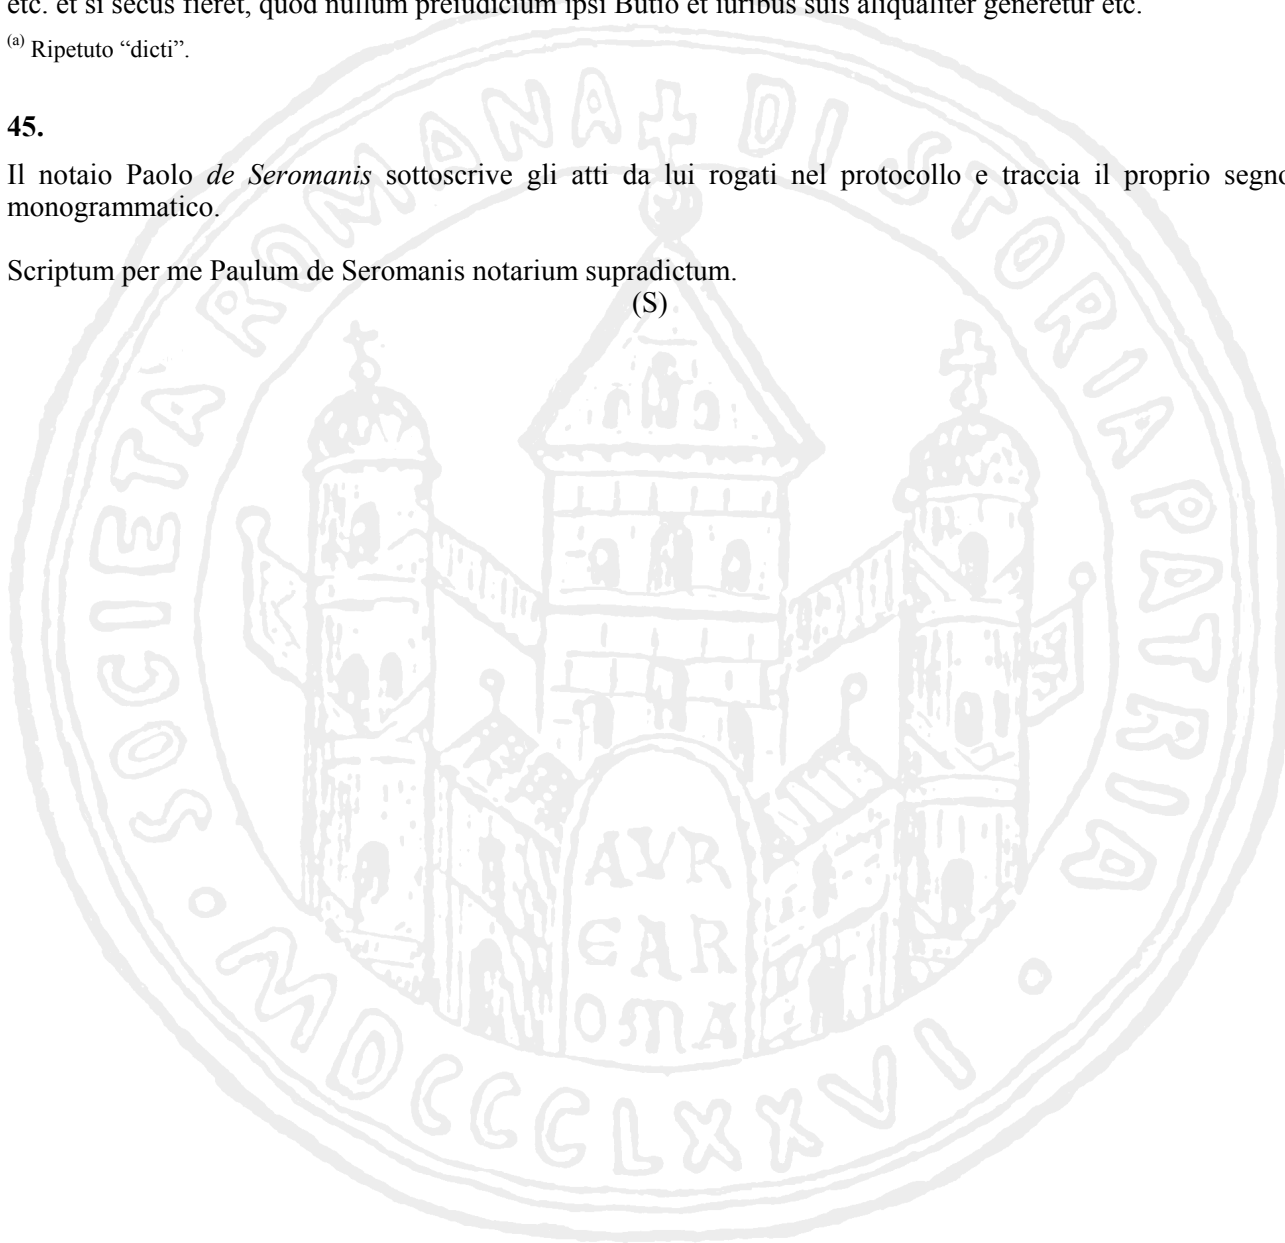 etc. et si secus fieret, quod nullum preiudicium ipsi Butio et iuribus suis aliqualiter generetur etc.
(a) Ripetuto “dicti”.
45.
Il notaio Paolo de Seromanis sottoscrive gli atti da lui rogati nel protocollo e traccia il proprio segno
monogrammatico.
Scriptum per me Paulum de Seromanis notarium supradictum.
(S)
SOCIETÀ ROMANA DI STORIA PATRIA
MDCCCLXXVI
AVR
EAR
OMA